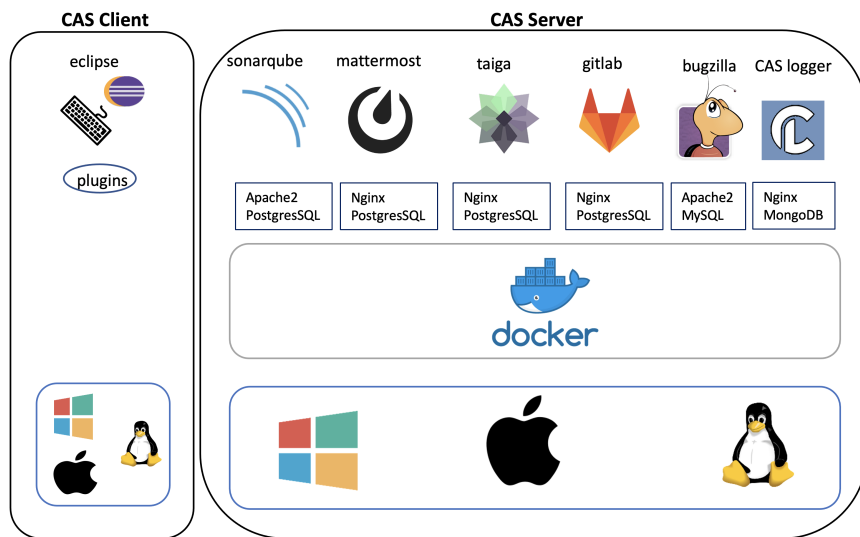 CAS Client
CAS Server
eclipse
plugins
sonarqube
mattermost
taiga
gitlab
bugzilla
CAS logger
Apache2
PostgresSQL
Nginx
PostgresSQL
Nginx
PostgresSQL
Nginx
PostgresSQL
Apache2
MySQL
Nginx
MongoDB
docker